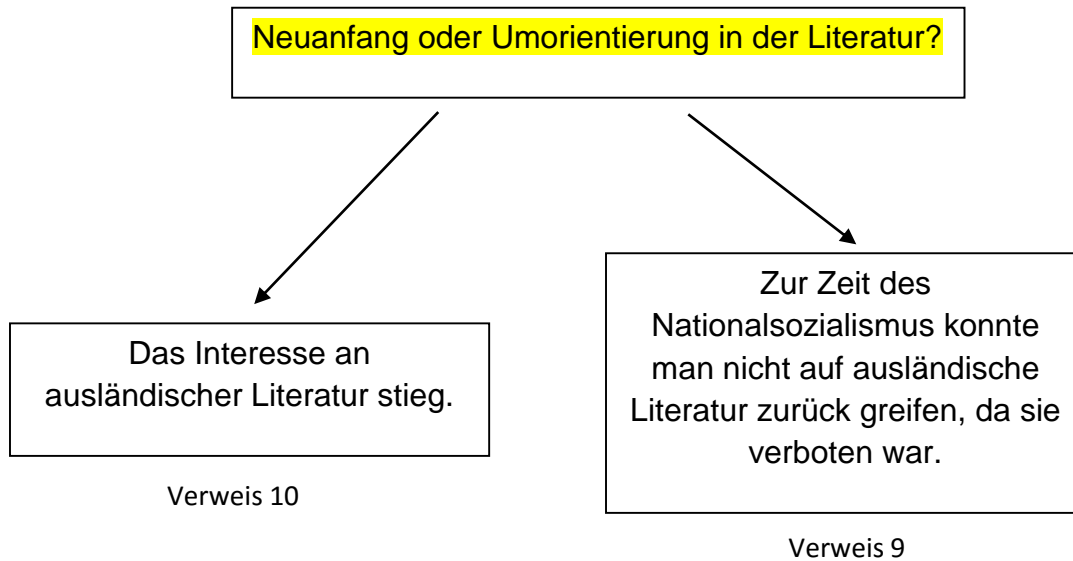 Neuanfang oder Umorientierung in der Literatur?
Das Interesse an
ausländischer Literatur stieg.
Verweis 10
Zur Zeit des
Nationalsozialismus konnte
man nicht auf ausländische
Literatur zurück greifen, da sie
verboten war.
Verweis 9